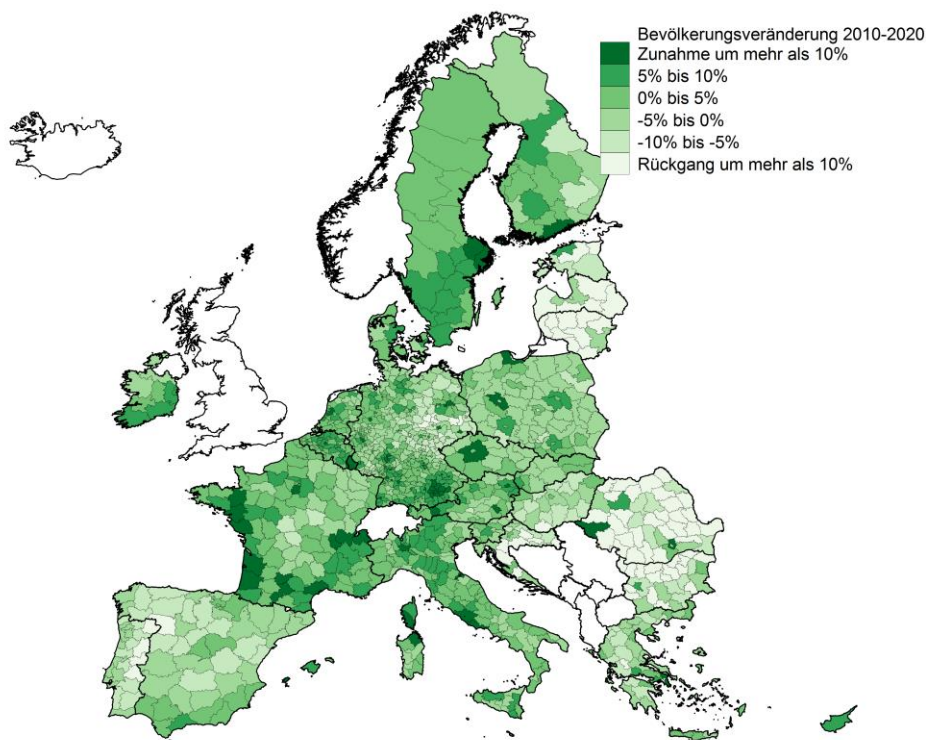 Bevölkerungsveränderung 2010-2020
Zunahme um mehr als 10%
5% bis 10%
0% bis 5%
-5% bis 0%
-10% bis -5%
Rückgang um mehr als 10%